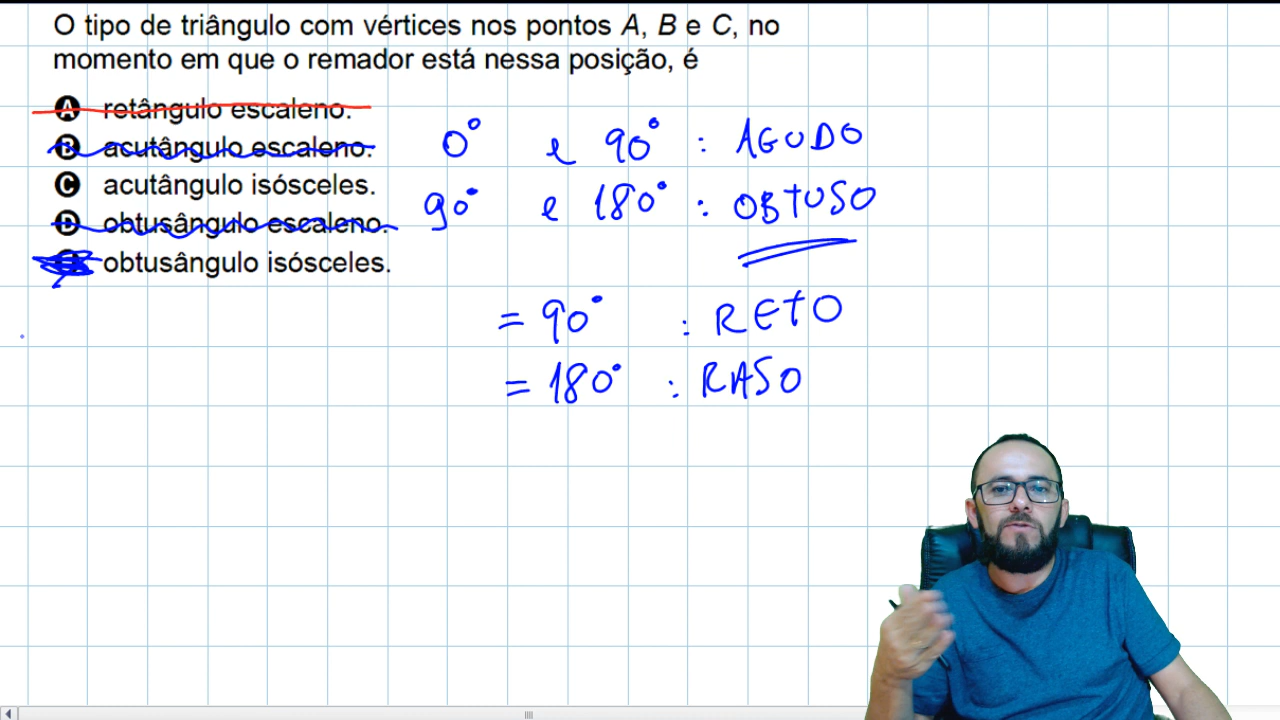 O tipo de triângulo com vértices nos pontos A, B e C, no
momento em que o remador está nessa posição, é
A retângulo escaleno.
B acutângulo escaleno.
C acutângulo isósceles.
D obtusângulo escaleno.
obtusângulo isósceles.
0° e 90° : AGUDO
90° e 180° : OBTUSO
= 90° : RETO
= 180° : RASO